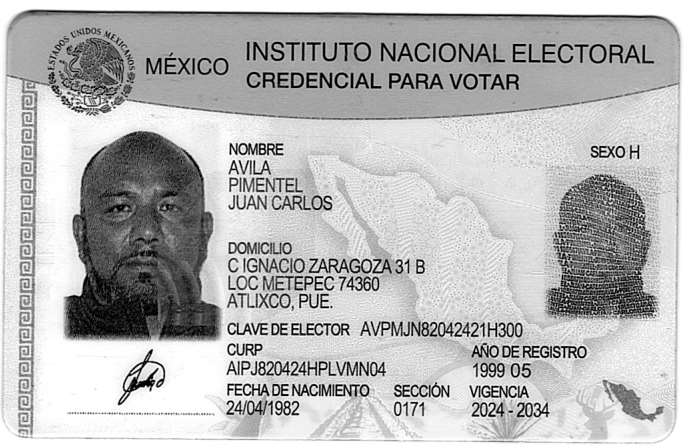 ESTADOS UNIDOS MEXICANOS
MÉXICO
INSTITUTO NACIONAL ELECTORAL
CREDENCIAL PARA VOTAR
NOMBRE
AVILA
PIMENTEL
JUAN CARLOS
SEXO H
DOMICILIO
C IGNACIO ZARAGOZA 31 B
LOC METEPEC 74360
ATLIXCO, PUE.
CLAVE DE ELECTOR AVPMJN82042421H300
CURP
AIPJ820424HPLVMN04
AÑO DE REGISTRO
1999 05
FECHA DE NACIMIENTO
24/04/1982
SECCIÓN
0171
VIGENCIA
2024 - 2034